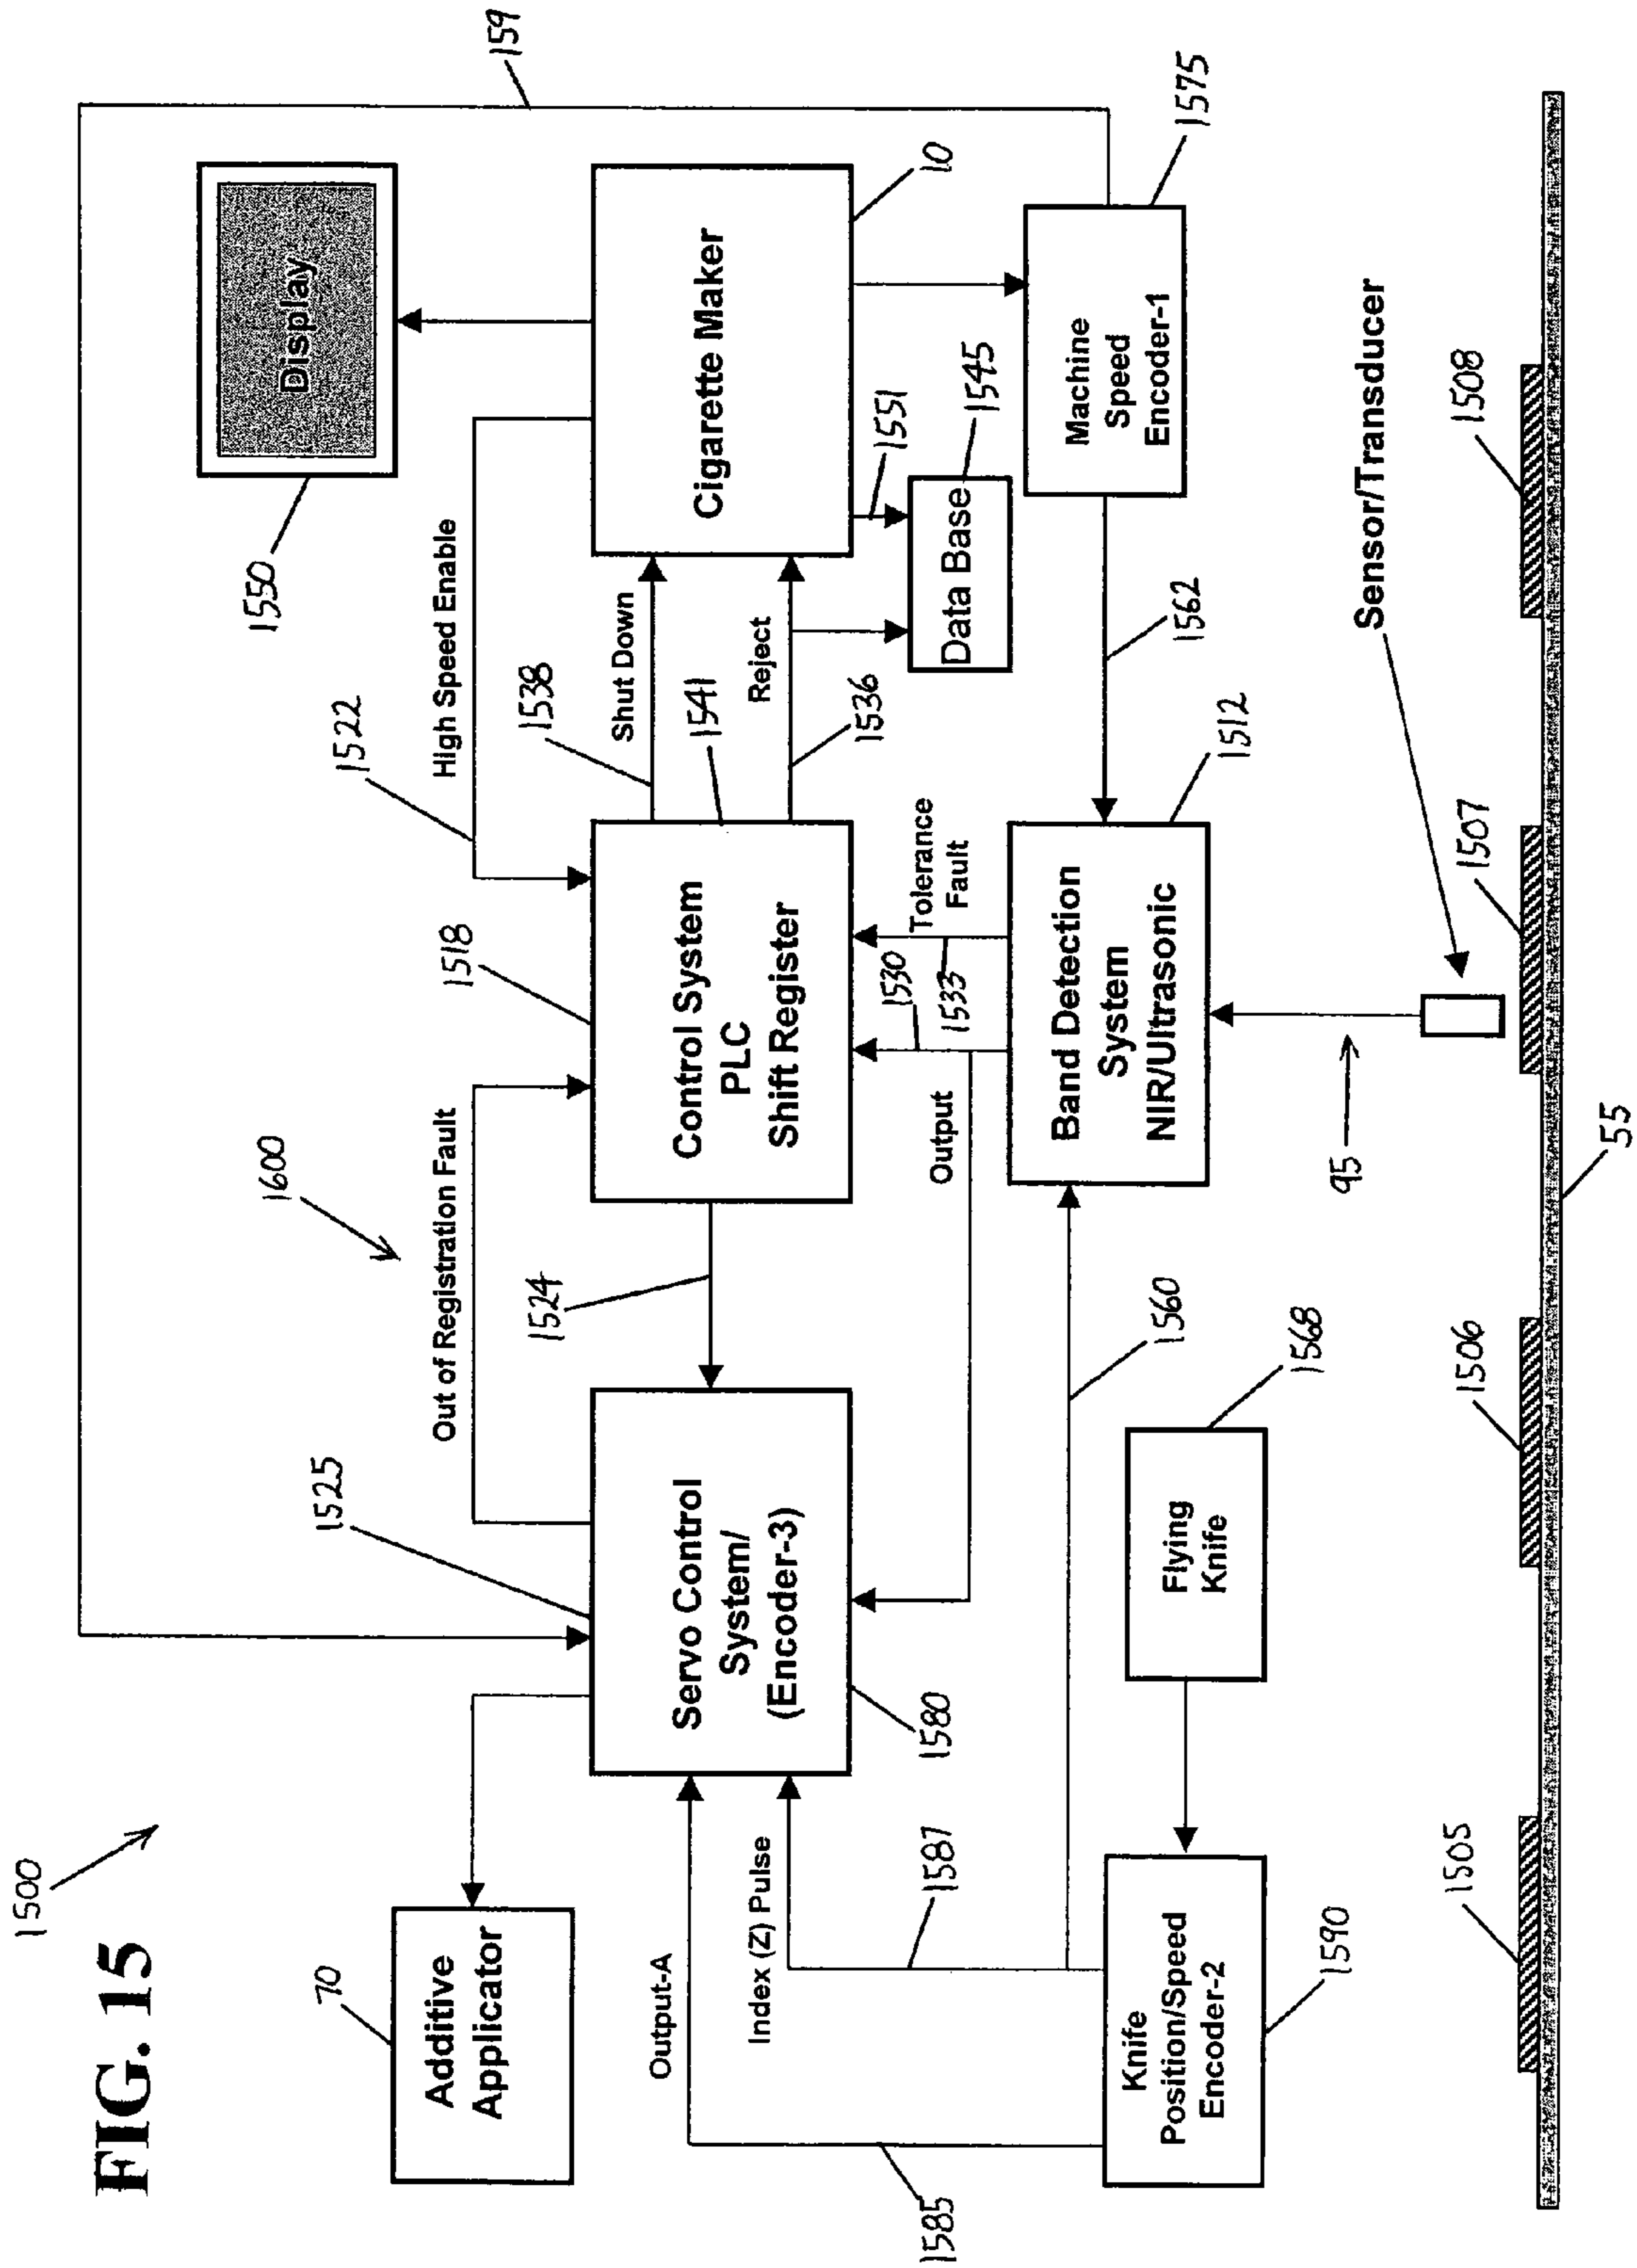 FIG. 15
1500
159
Display
1550
Additive
Applicator
70
1525
Out of Registration Fault
1600
1518
1522
High Speed Enable
Servo Control
System/
(Encoder-3)
1580
1524
Control System
PLC
Shift Register
1541
1538
Shut Down
Reject
1536
Cigarette Maker
10
Output-A
Index (Z) Pulse
1585
1587
Output
1530
1533
Tolerance
Fault
Data Base
1545
1551
Knife
Position/Speed
Encoder-2
1590
Flying
Knife
1568
1560
Band Detection
System
NIR/Ultrasonic
1512
1562
Machine
Speed
Encoder-1
1575
95
Sensor/Transducer
1505
1506
1507
1508
55